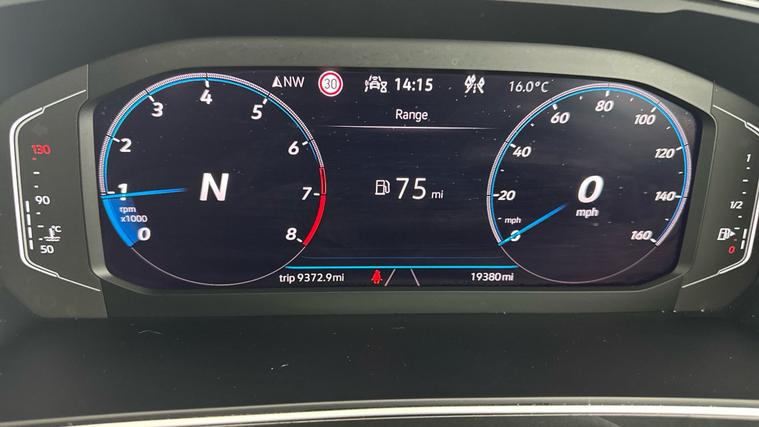 NW 30 14:15 16.0°C
Range
75 mi
N
rpm
x1000
0 1 2 3 4 5 6 7 8
0
mph
mph
0 20 40 60 80 100 120 140 160
130
90
°C
50
1
1/2
0
trip 9372.9mi 19380mi